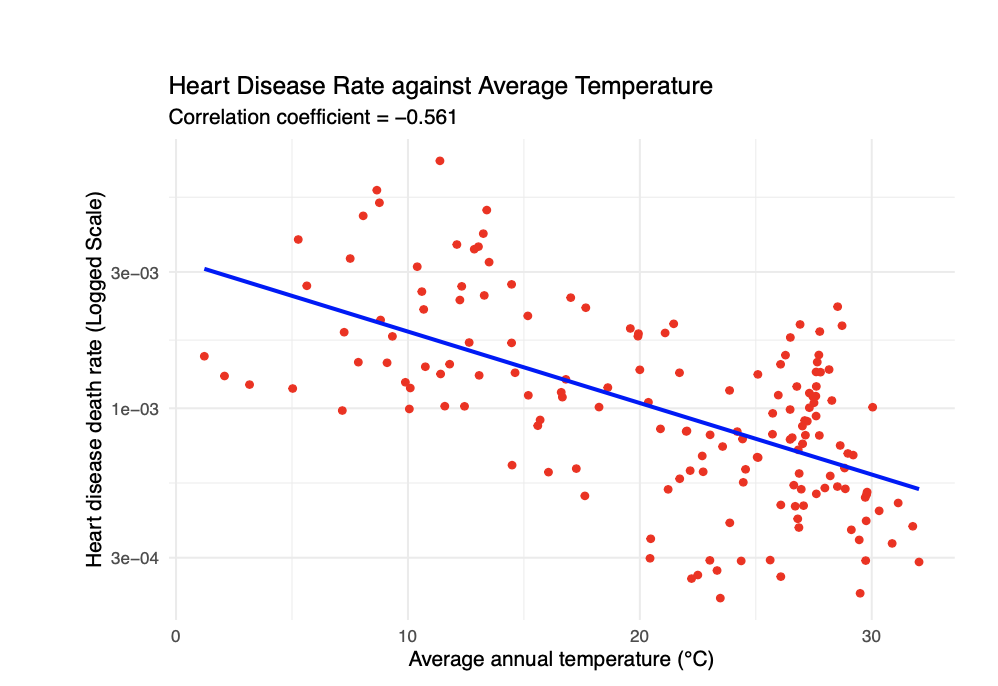 Heart Disease Rate against Average Temperature
Correlation coefficient = −0.561
Heart disease death rate (Logged Scale)
3e−03
1e−03
3e−04
0 10 20 30
Average annual temperature (°C)